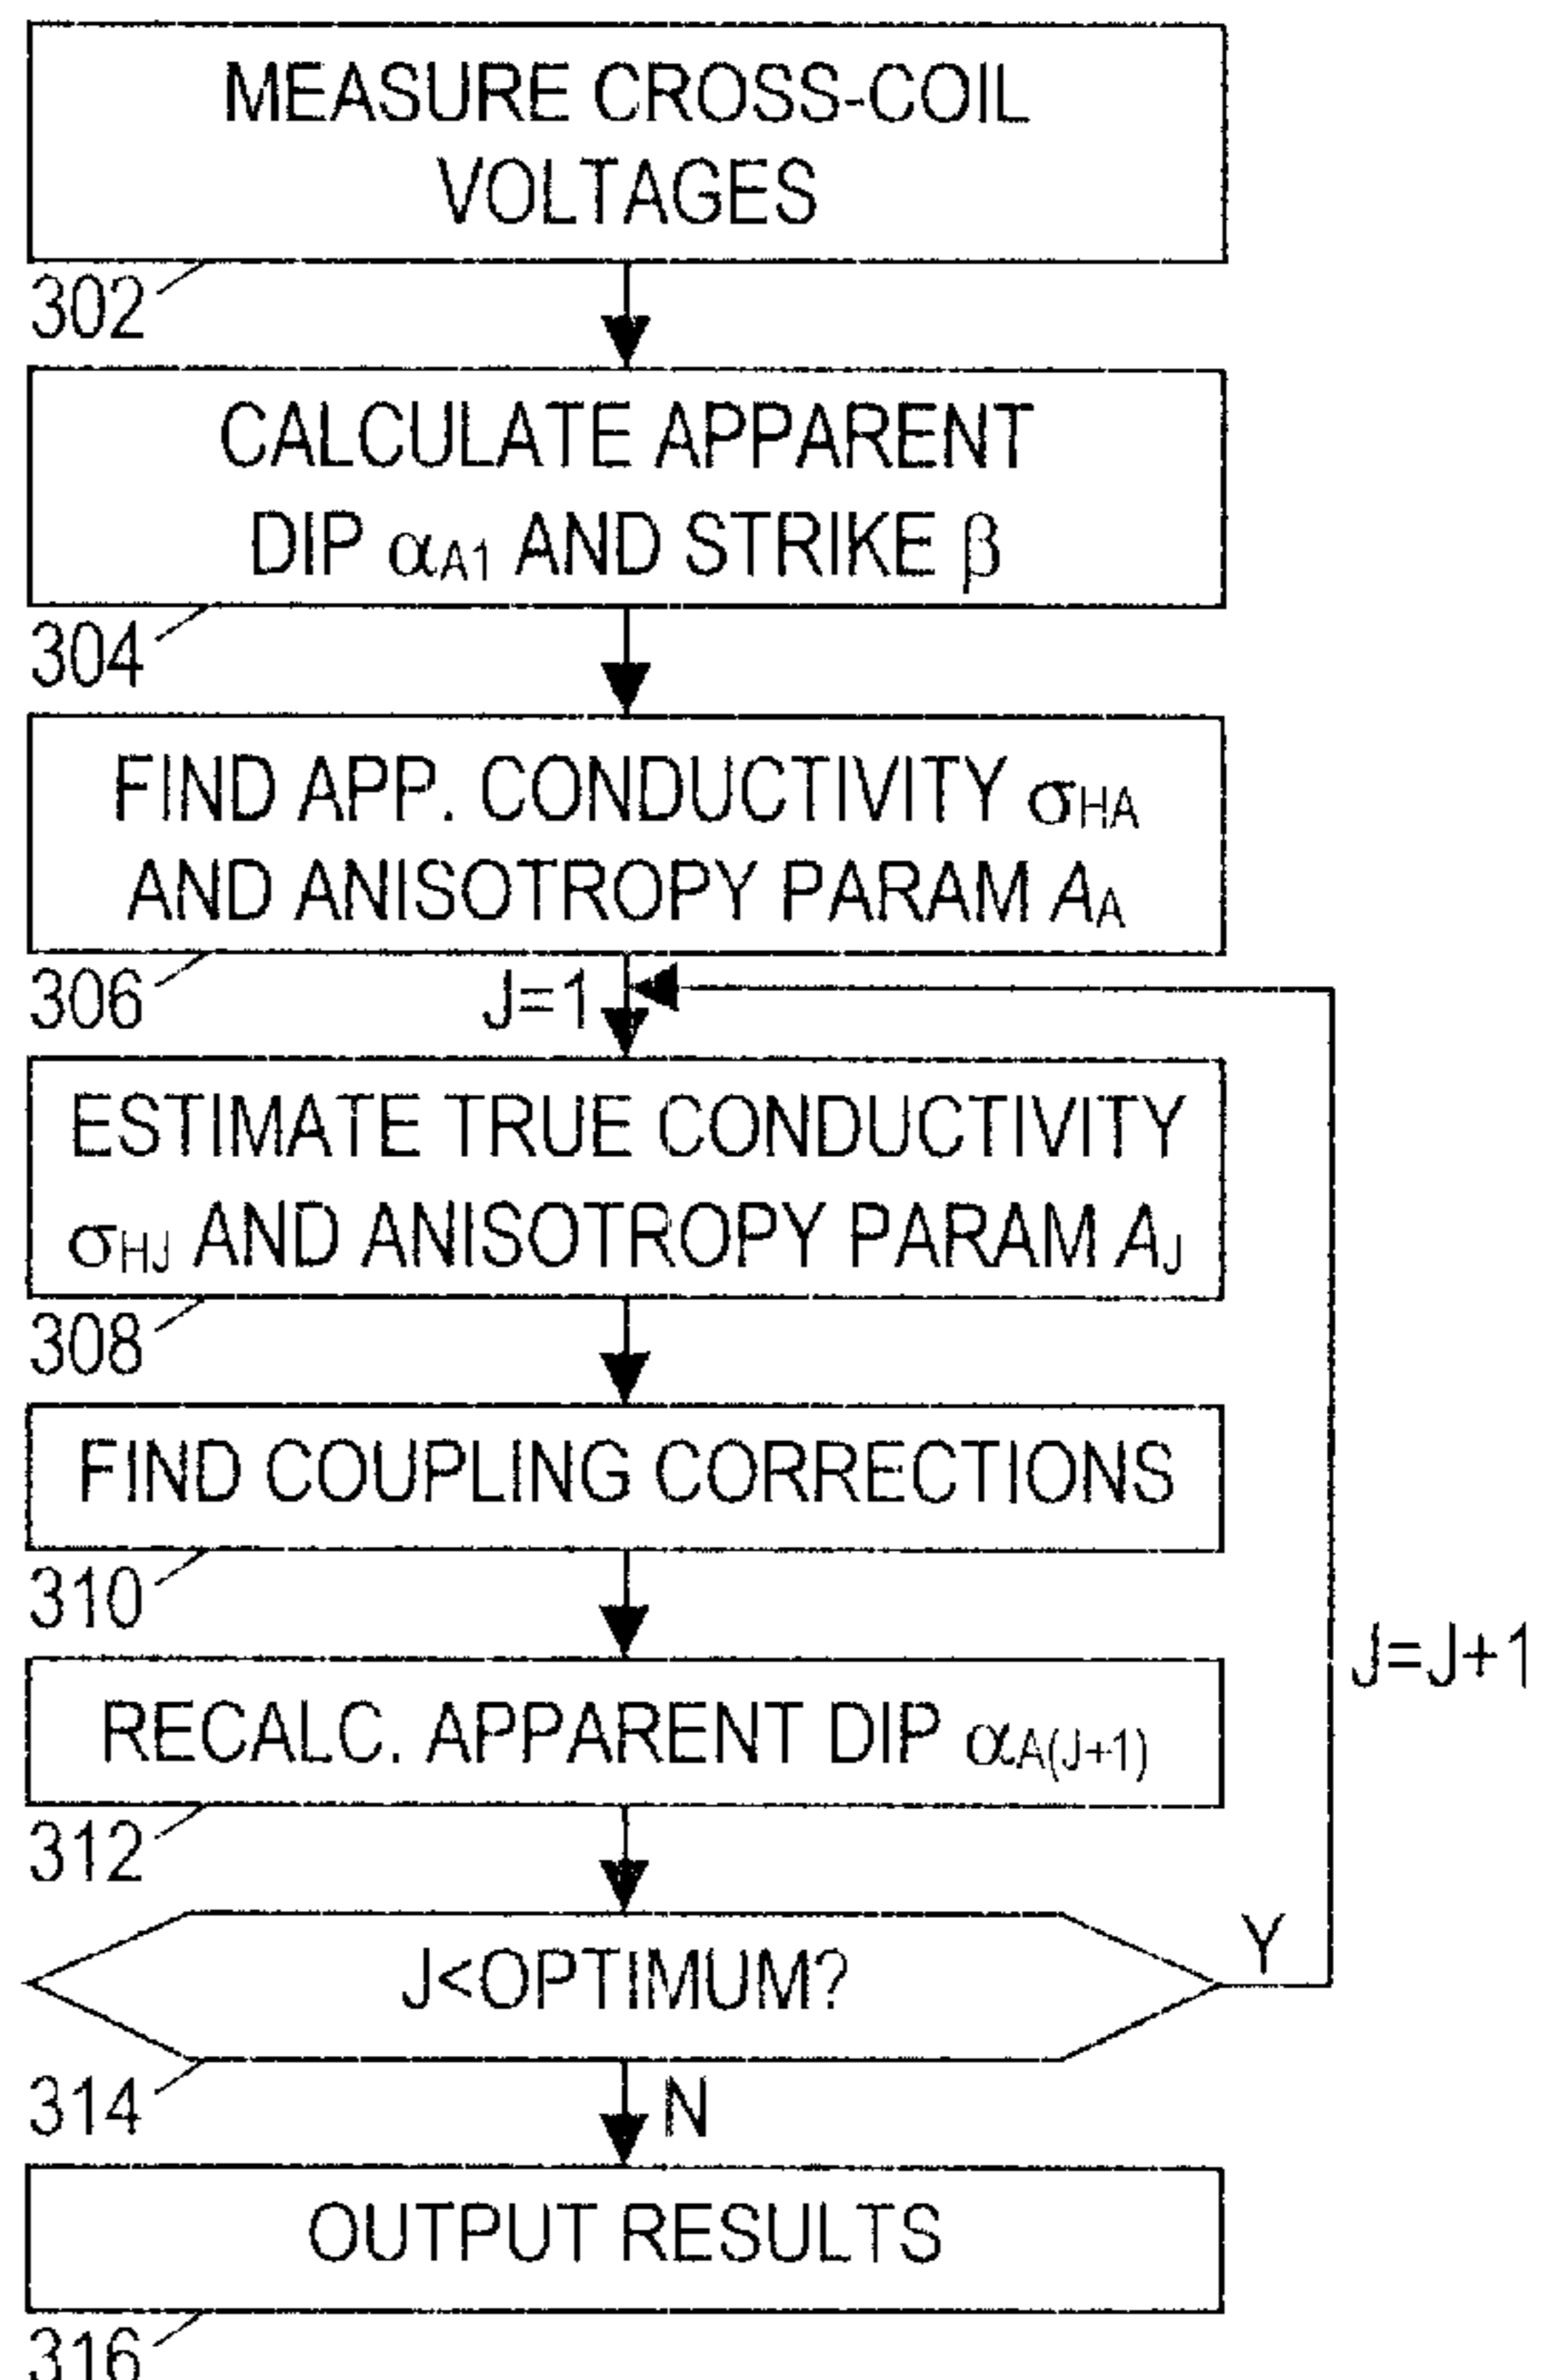 MEASURE CROSS-COIL
VOLTAGES
302
CALCULATE APPARENT
DIP αA1 AND STRIKE β
304
FIND APP. CONDUCTIVITY σHA
AND ANISOTROPY PARAM AA
306
J=1
ESTIMATE TRUE CONDUCTIVITY
σHJ AND ANISOTROPY PARAM AJ
308
FIND COUPLING CORRECTIONS
310
J=J+1
RECALC. APPARENT DIP αA(J+1)
312
J<OPTIMUM?
Y
314
N
OUTPUT RESULTS
316